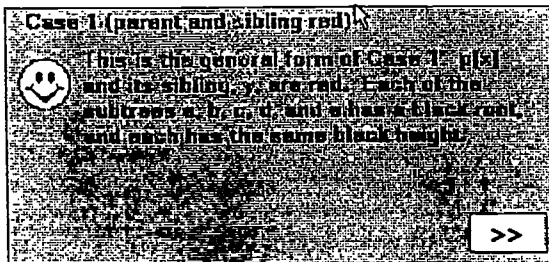 Case 1 (parent and sibling red)
This is the general form of Case 1: p[x]
and its sibling, y, are red. Each of the
subtrees a, b, c, d, and e has a black root,
and each has the same black height.
>>